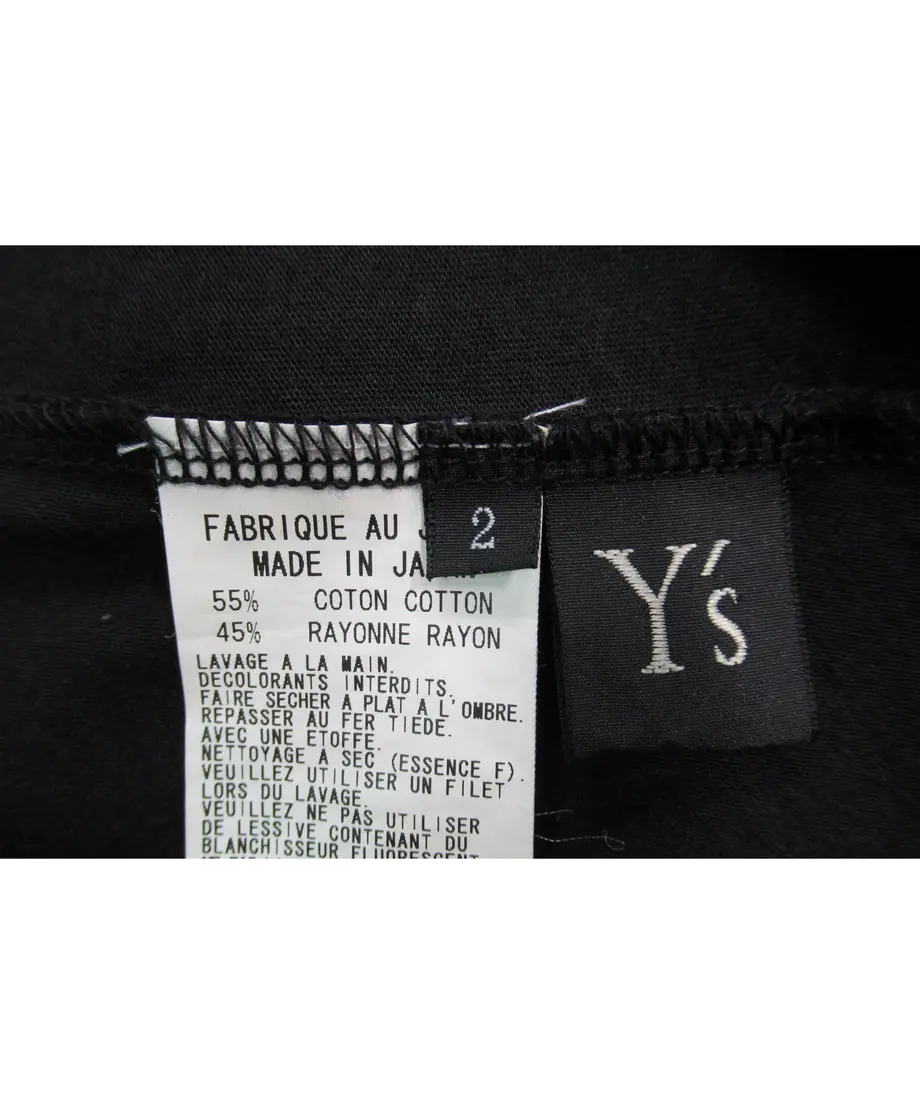 FABRIQUE AU
MADE IN
55% COTON COTTON
45% RAYONNE RAYON
LAVAGE A LA MAIN.
DECOLORANTS INTERDITS.
FAIRE SECHER A PLAT A L'OMBRE.
REPASSER AU FER TIEDE.
AVEC UNE ETOFFE.
NETTOYAGE A SEC (ESSENCE F).
VEUILLEZ UTILISER UN FILET
LORS DU LAVAGE.
VEUILLEZ NE PAS UTILISER
DE LESSIVE CONTENANT DU
BLANCHISSEUR FLUORESCENT
2
Y's